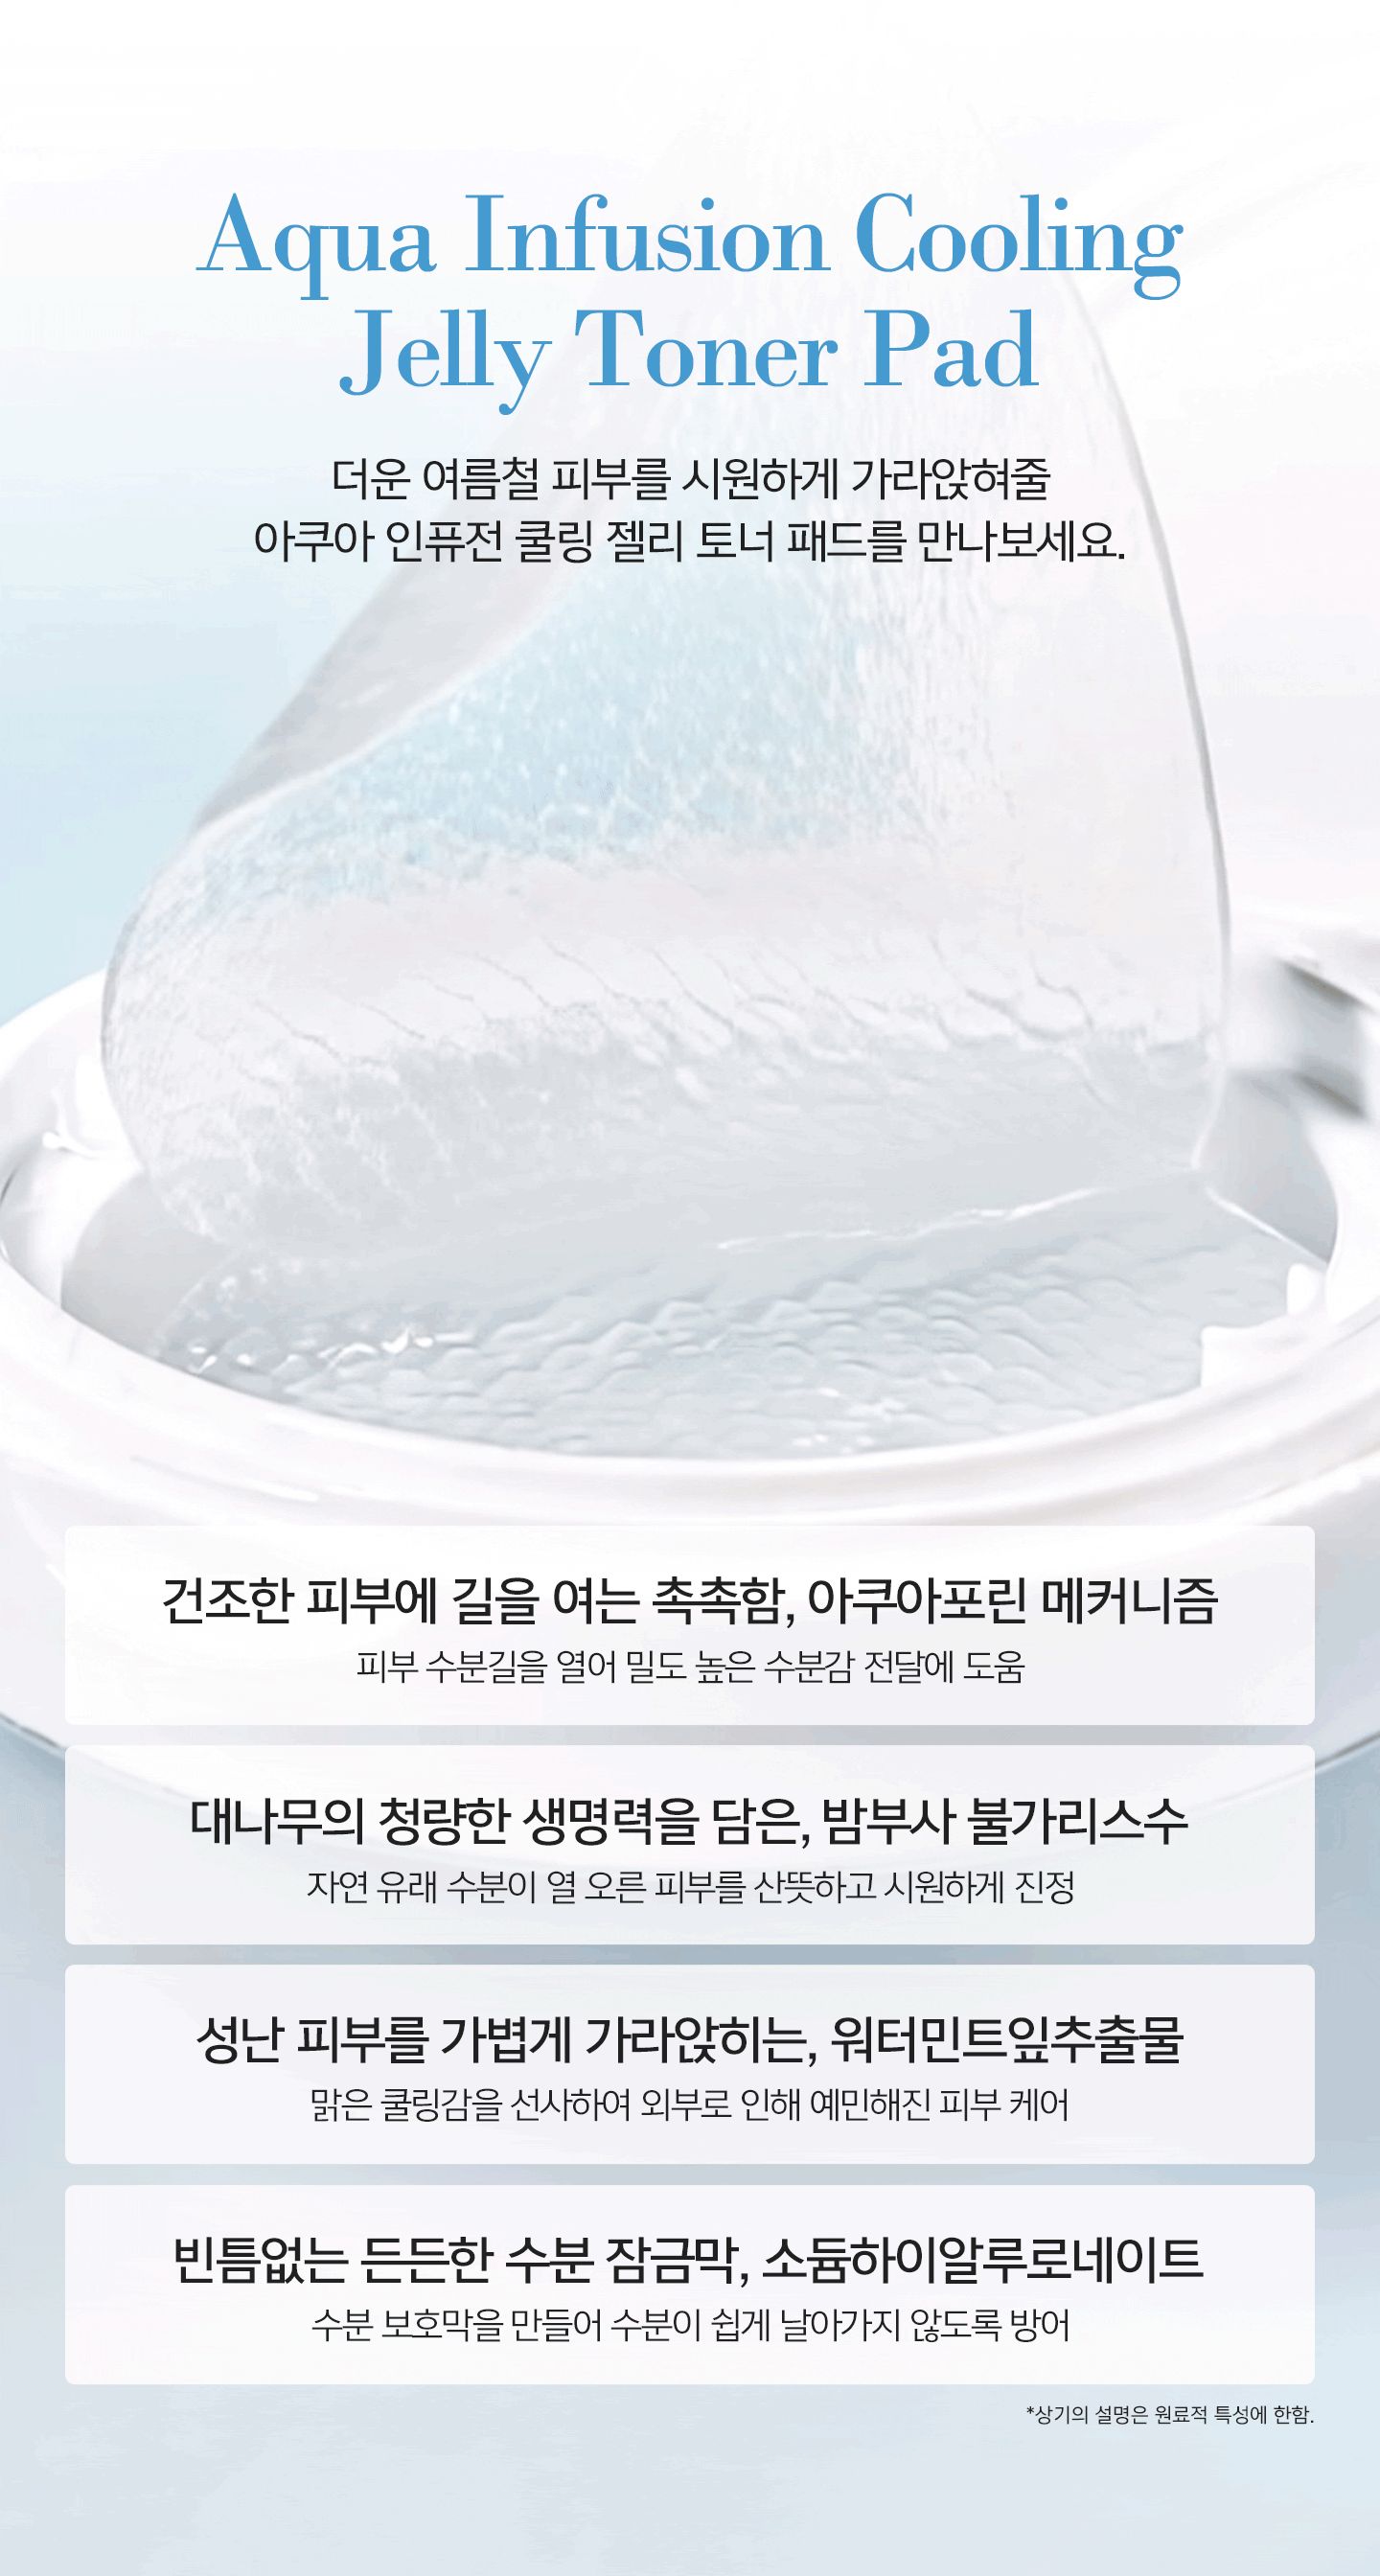 Aqua Infusion Cooling
Jelly Toner Pad
더운 여름철 피부를 시원하게 가라앉혀줄
아쿠아 인퓨전 쿨링 젤리 토너 패드를 만나보세요.
건조한 피부에 길을 여는 촉촉함, 아쿠아포린 메커니즘
피부 수분길을 열어 밀도 높은 수분감 전달에 도움
대나무의 청량한 생명력을 담은, 밤부사 불가리스수
자연 유래 수분이 열 오른 피부를 산뜻하고 시원하게 진정
성난 피부를 가볍게 가라앉히는, 워터민트잎추출물
맑은 쿨링감을 선사하여 외부로 인해 예민해진 피부 케어
빈틈없는 든든한 수분 잠금막, 소듐하이알루로네이트
수분 보호막을 만들어 수분이 쉽게 날아가지 않도록 방어
*상기의 설명은 원료적 특성에 한함.